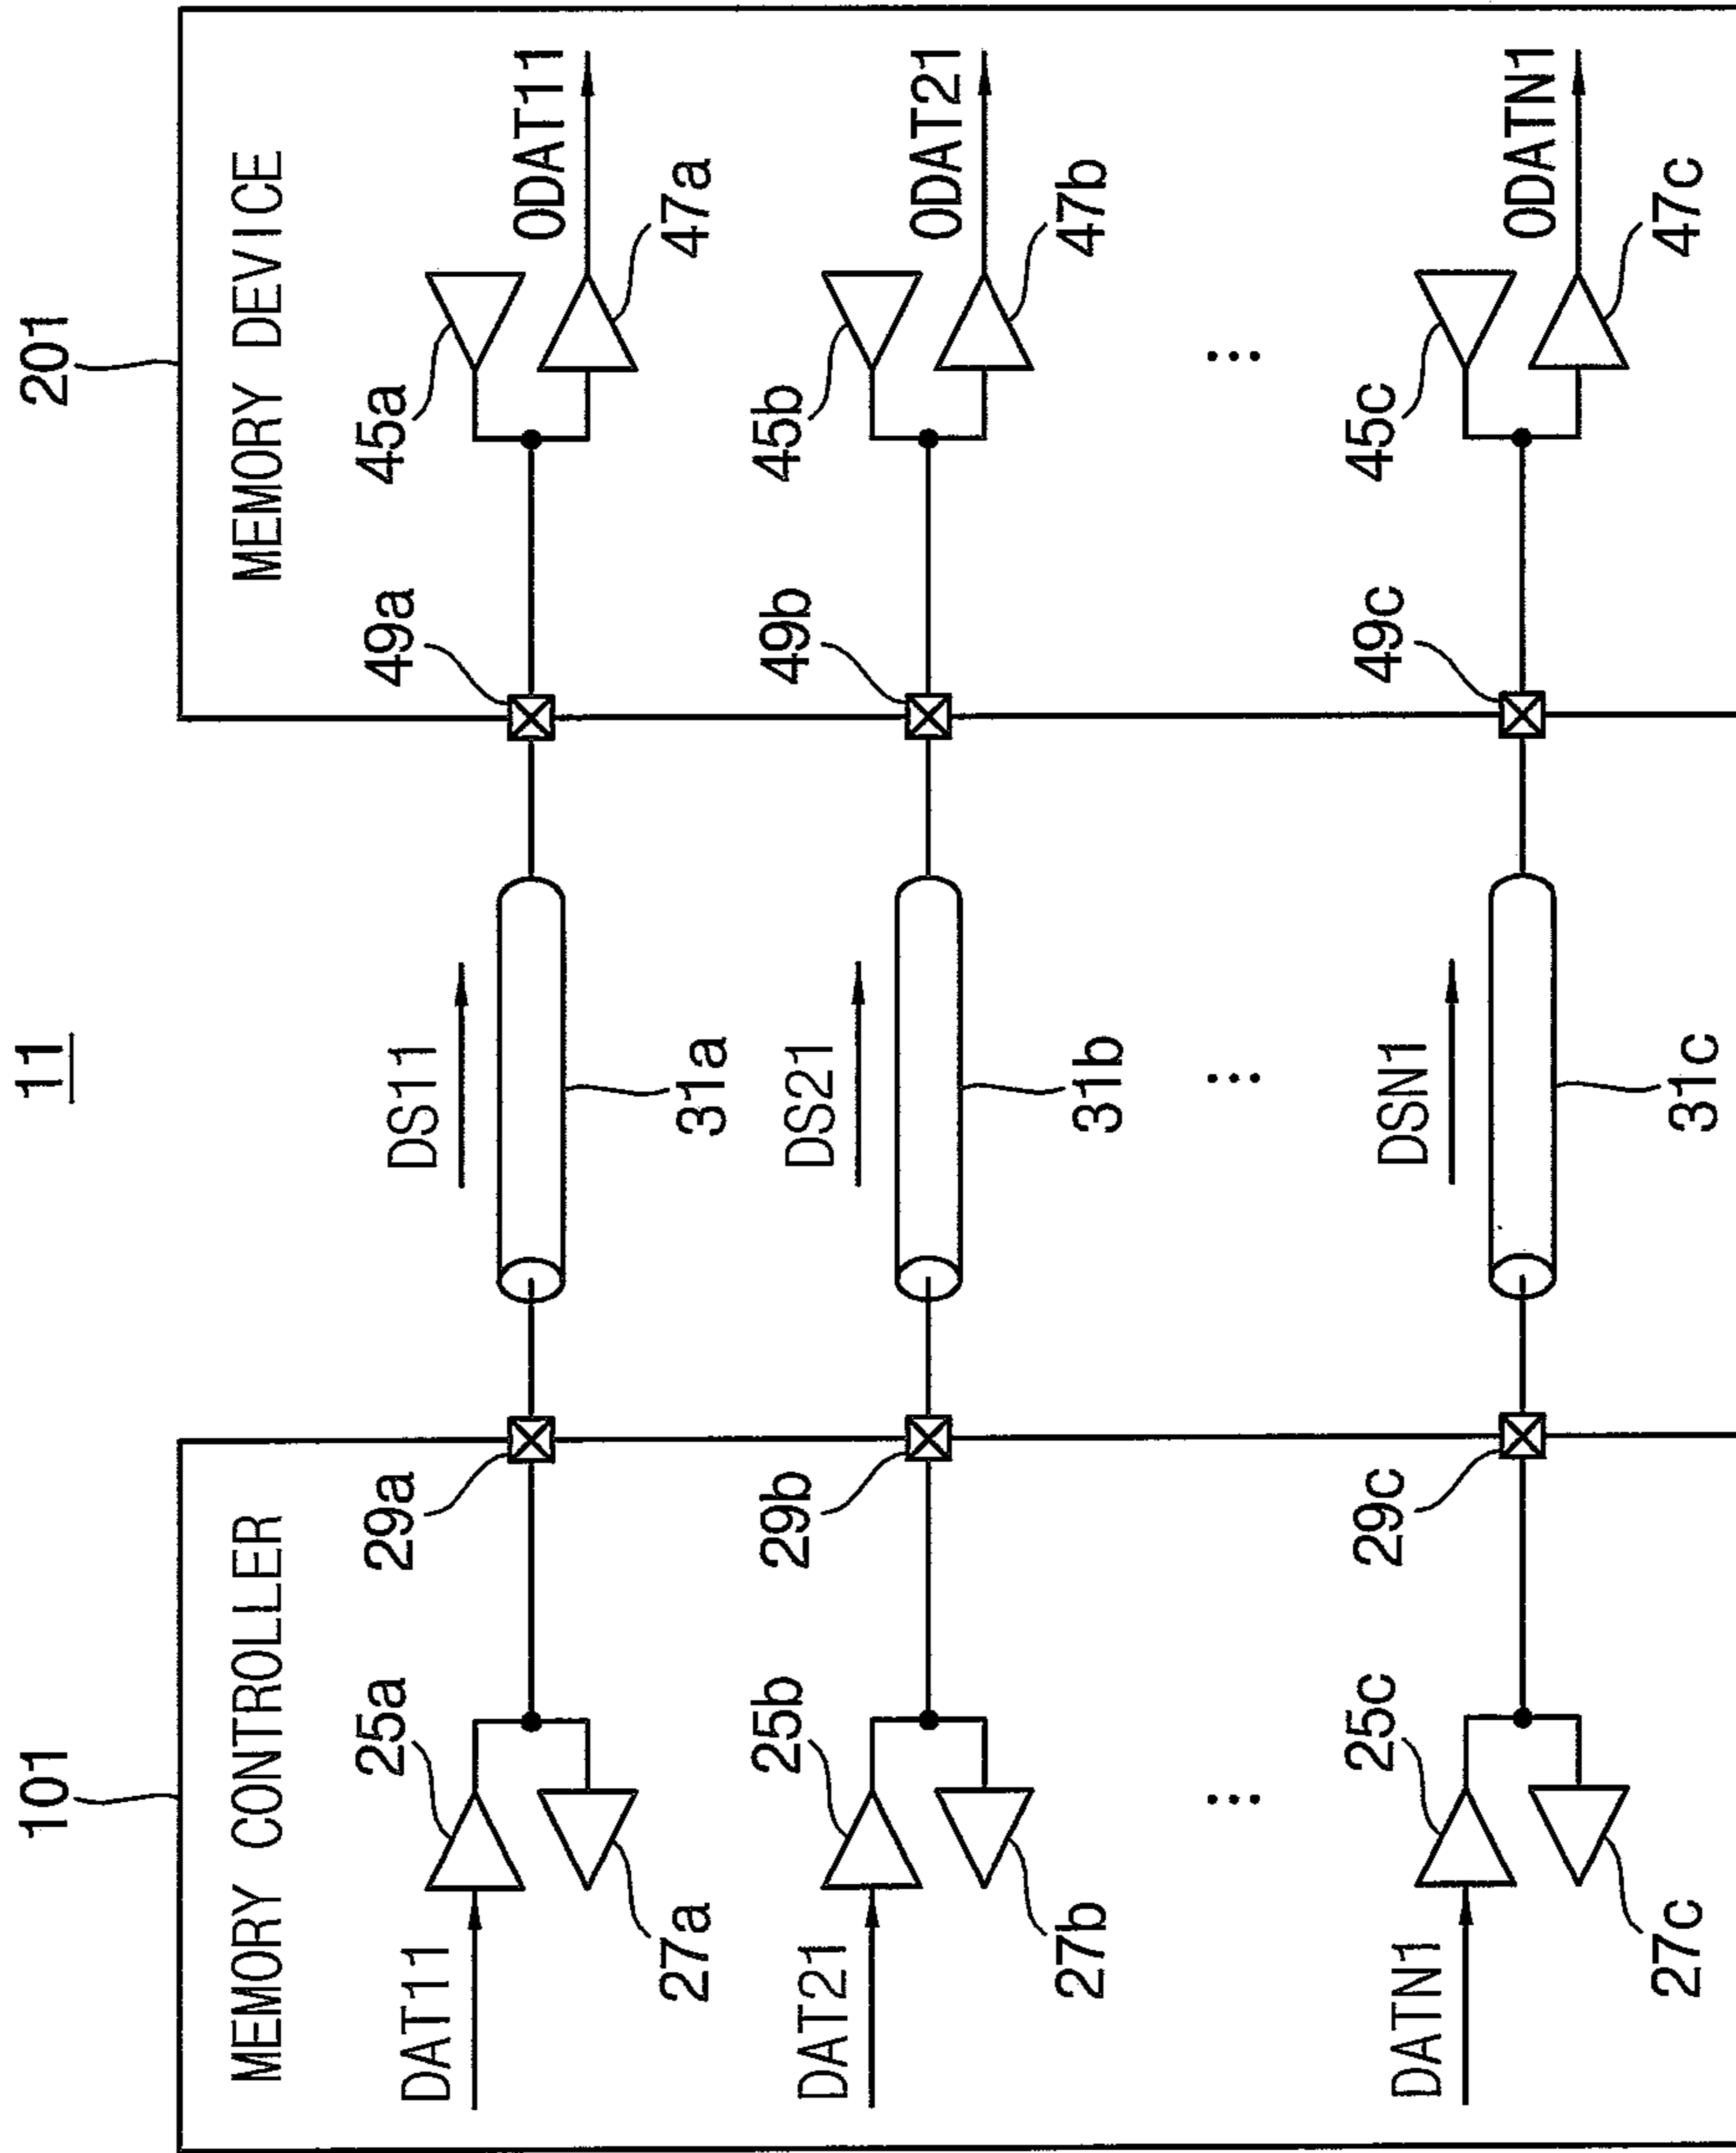 11
101
201
MEMORY CONTROLLER
MEMORY DEVICE
25a
29a
49a
45a
DAT11
DS11
ODAT11
27a
31a
47a
25b
29b
49b
45b
DAT21
DS21
ODAT21
27b
31b
47b
...
...
...
25c
29c
49c
45c
DATN1
DSN1
ODATN1
27c
31c
47c